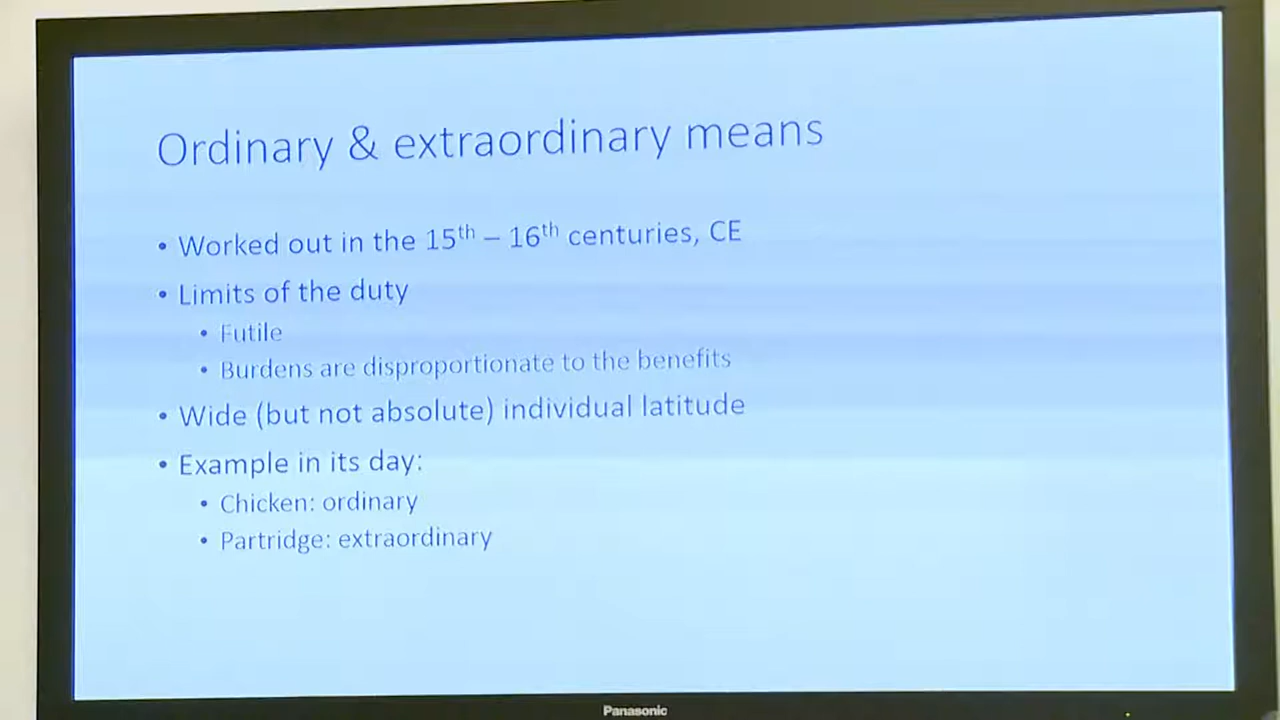 Ordinary & extraordinary means
• Worked out in the 15th – 16th centuries, CE
• Limits of the duty
• Futile
• Burdens are disproportionate to the benefits
• Wide (but not absolute) individual latitude
• Example in its day:
• Chicken: ordinary
• Partridge: extraordinary
Panasonic